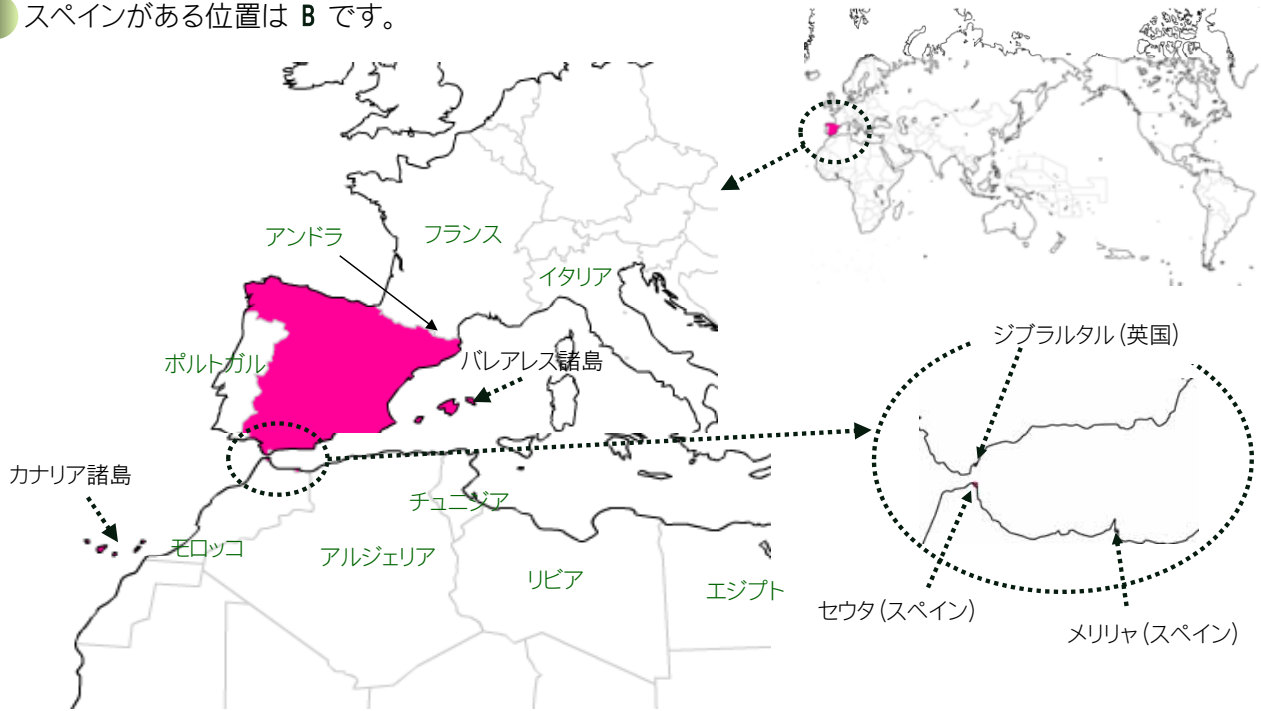 スペインがある位置は B です。
アンドラ
フランス
イタリア
ポルトガル
バレアレス諸島
カナリア諸島
モロッコ
アルジェリア
チュニジア
リビア
エジプト
ジブラルタル(英国)
セウタ(スペイン)
メリリャ(スペイン)